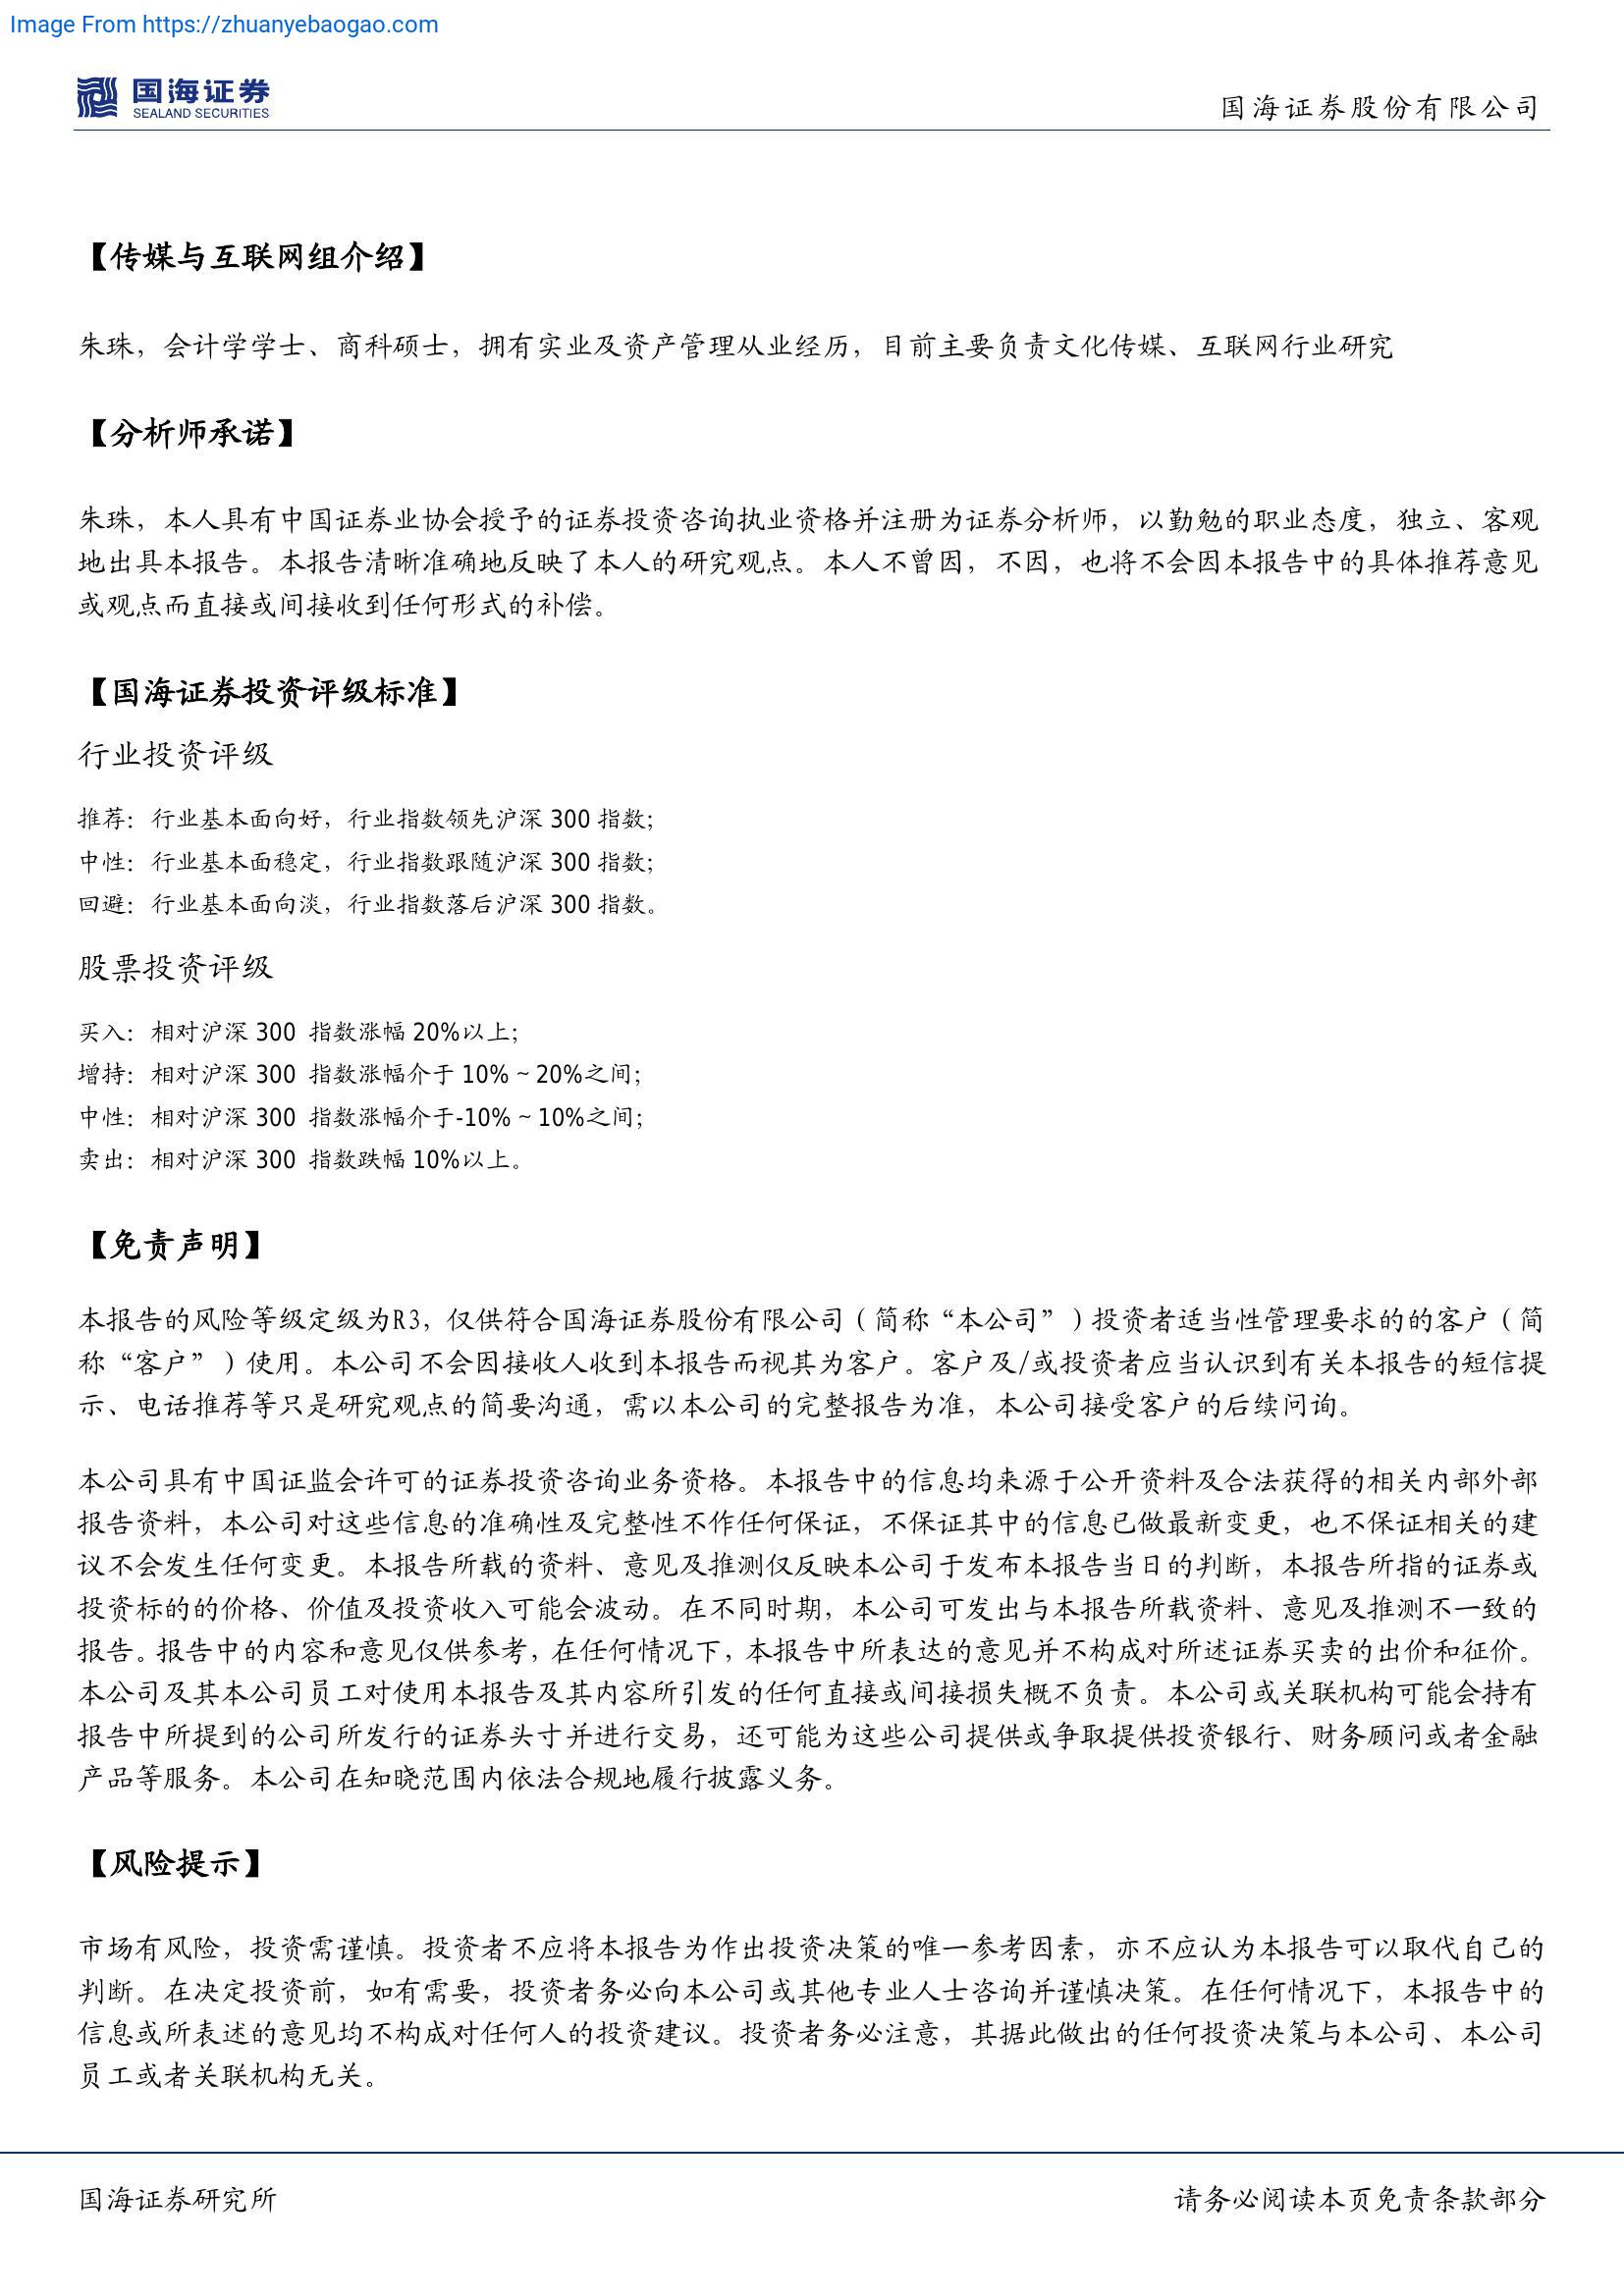 Image From https://zhuanyebaogao.com
国海证券
SEALAND SECURITIES
国海证券股份有限公司
【传媒与互联网组介绍】
朱珠，会计学学士、商科硕士，拥有实业及资产管理从业经历，目前主要负责文化传媒、互联网行业研究
【分析师承诺】
朱珠，本人具有中国证券业协会授予的证券投资咨询执业资格并注册为证券分析师，以勤勉的职业态度，独立、客观
地出具本报告。本报告清晰准确地反映了本人的研究观点。本人不曾因，不因，也将不会因本报告中的具体推荐意见
或观点而直接或间接收到任何形式的补偿。
【国海证券投资评级标准】
行业投资评级
推荐：行业基本面向好，行业指数领先沪深 300 指数；
中性：行业基本面稳定，行业指数跟随沪深 300 指数；
回避：行业基本面向淡，行业指数落后沪深 300 指数。
股票投资评级
买入：相对沪深 300 指数涨幅 20%以上；
增持：相对沪深 300 指数涨幅介于 10%～20%之间；
中性：相对沪深 300 指数涨幅介于-10%～10%之间；
卖出：相对沪深 300 指数跌幅 10%以上。
【免责声明】
本报告的风险等级定级为R3，仅供符合国海证券股份有限公司（简称“本公司”）投资者适当性管理要求的的客户（简
称“客户”）使用。本公司不会因接收人收到本报告而视其为客户。客户及/或投资者应当认识到有关本报告的短信提
示、电话推荐等只是研究观点的简要沟通，需以本公司的完整报告为准，本公司接受客户的后续问询。
本公司具有中国证监会许可的证券投资咨询业务资格。本报告中的信息均来源于公开资料及合法获得的相关内部外部
报告资料，本公司对这些信息的准确性及完整性不作任何保证，不保证其中的信息已做最新变更，也不保证相关的建
议不会发生任何变更。本报告所载的资料、意见及推测仅反映本公司于发布本报告当日的判断，本报告所指的证券或
投资标的的价格、价值及投资收入可能会波动。在不同时期，本公司可发出与本报告所载资料、意见及推测不一致的
报告。报告中的内容和意见仅供参考，在任何情况下，本报告中所表达的意见并不构成对所述证券买卖的出价和征价。
本公司及其本公司员工对使用本报告及其内容所引发的任何直接或间接损失概不负责。本公司或关联机构可能会持有
报告中所提到的公司所发行的证券头寸并进行交易，还可能为这些公司提供或争取提供投资银行、财务顾问或者金融
产品等服务。本公司在知晓范围内依法合规地履行披露义务。
【风险提示】
市场有风险，投资需谨慎。投资者不应将本报告为作出投资决策的唯一参考因素，亦不应认为本报告可以取代自己的
判断。在决定投资前，如有需要，投资者务必向本公司或其他专业人士咨询并谨慎决策。在任何情况下，本报告中的
信息或所表述的意见均不构成对任何人的投资建议。投资者务必注意，其据此做出的任何投资决策与本公司、本公司
员工或者关联机构无关。
国海证券研究所
请务必阅读本页免责条款部分